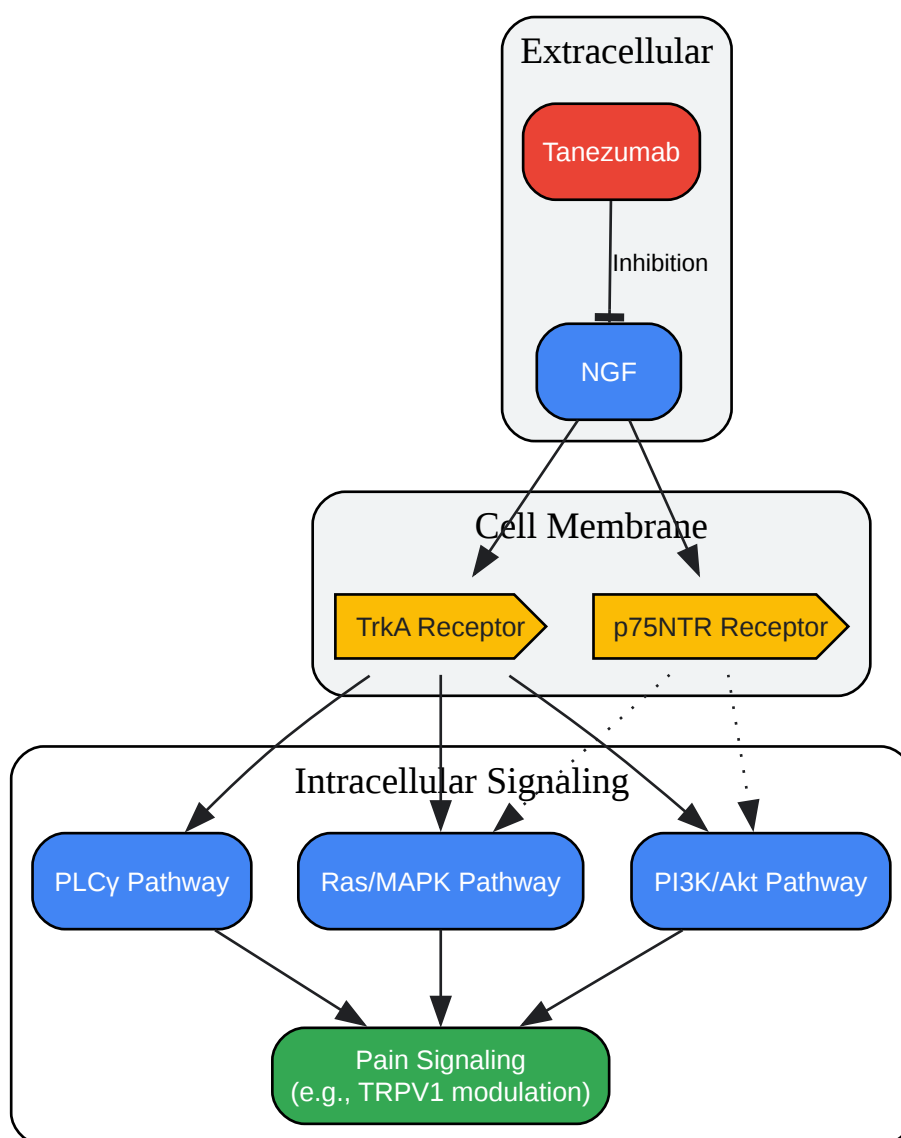 Extracellular
Tanezumab
Inhibition
NGF
Cell Membrane
TrkA Receptor
p75NTR Receptor
Intracellular Signaling
PLCγ Pathway
Ras/MAPK Pathway
PI3K/Akt Pathway
Pain Signaling
(e.g., TRPV1 modulation)